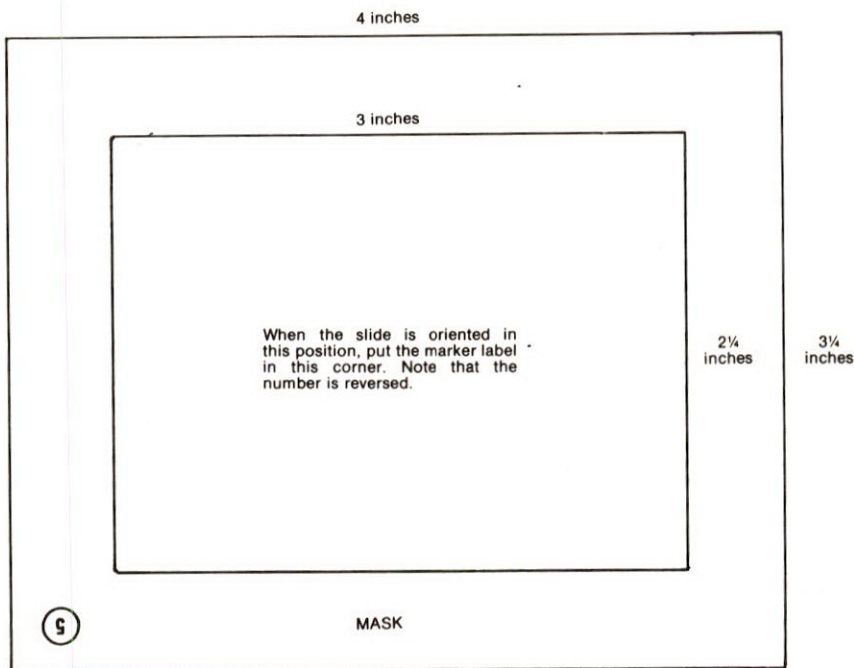 4 inches
3 inches
When the slide is oriented in
this position, put the marker label
in this corner. Note that the
number is reversed.
2¼
inches
3¼
inches
5
MASK